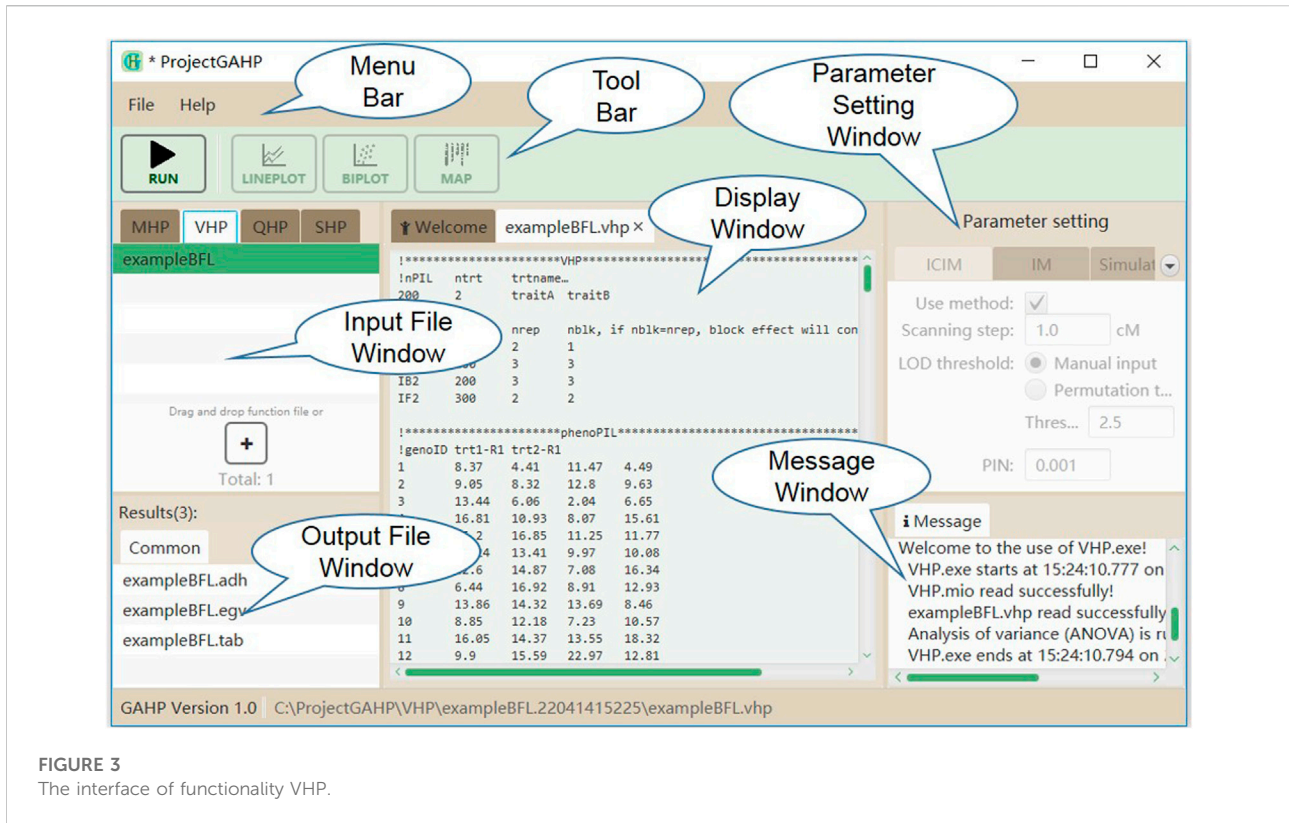 * ProjectGAHP
Menu
Bar
Tool
Bar
Parameter
Setting
Window
File Help
RUN
LINEPLOT
BIPLOT
MAP
MHP VHP QHP SHP
exampleBFL
Input File
Window
Drag and drop function file or
+
Total: 1
Results(3):
Common
Output File
Window
exampleBFL.adh
exampleBFL.egv
exampleBFL.tab
Welcome exampleBFL.vhp ×
Display
Window
!**********************VHP**********************************
!nPIL ntrt trtname…
200 2 traitA traitB
nrep nblk, if nblk=nrep, block effect will con
2 1
3 3
IB2 200 3 3
IF2 300 2 2
!**********************phenoPIL******************************
!genoID trt1-R1 trt2-R1
1 8.37 4.41 11.47 4.49
2 9.05 8.32 12.8 9.63
3 13.44 6.06 2.04 6.65
16.81 10.93 8.07 15.61
16.85 11.25 11.77
13.41 9.97 10.08
14.87 7.08 16.34
6.44 16.92 8.91 12.93
9 13.86 14.32 13.69 8.46
10 8.85 12.18 7.23 10.57
11 16.05 14.37 13.55 18.32
12 9.9 15.59 22.97 12.81
Parameter setting
ICIM IM Simulat
Use method:
Scanning step: 1.0 cM
LOD threshold: Manual input
Permutation t...
Thres... 2.5
PIN: 0.001
Message
Window
Message
Welcome to the use of VHP.exe!
VHP.exe starts at 15:24:10.777 on
VHP.mio read successfully!
exampleBFL.vhp read successfully
Analysis of variance (ANOVA) is ru
VHP.exe ends at 15:24:10.794 on
GAHP Version 1.0 C:\ProjectGAHP\VHP\exampleBFL.22041415225\exampleBFL.vhp
FIGURE 3
The interface of functionality VHP.